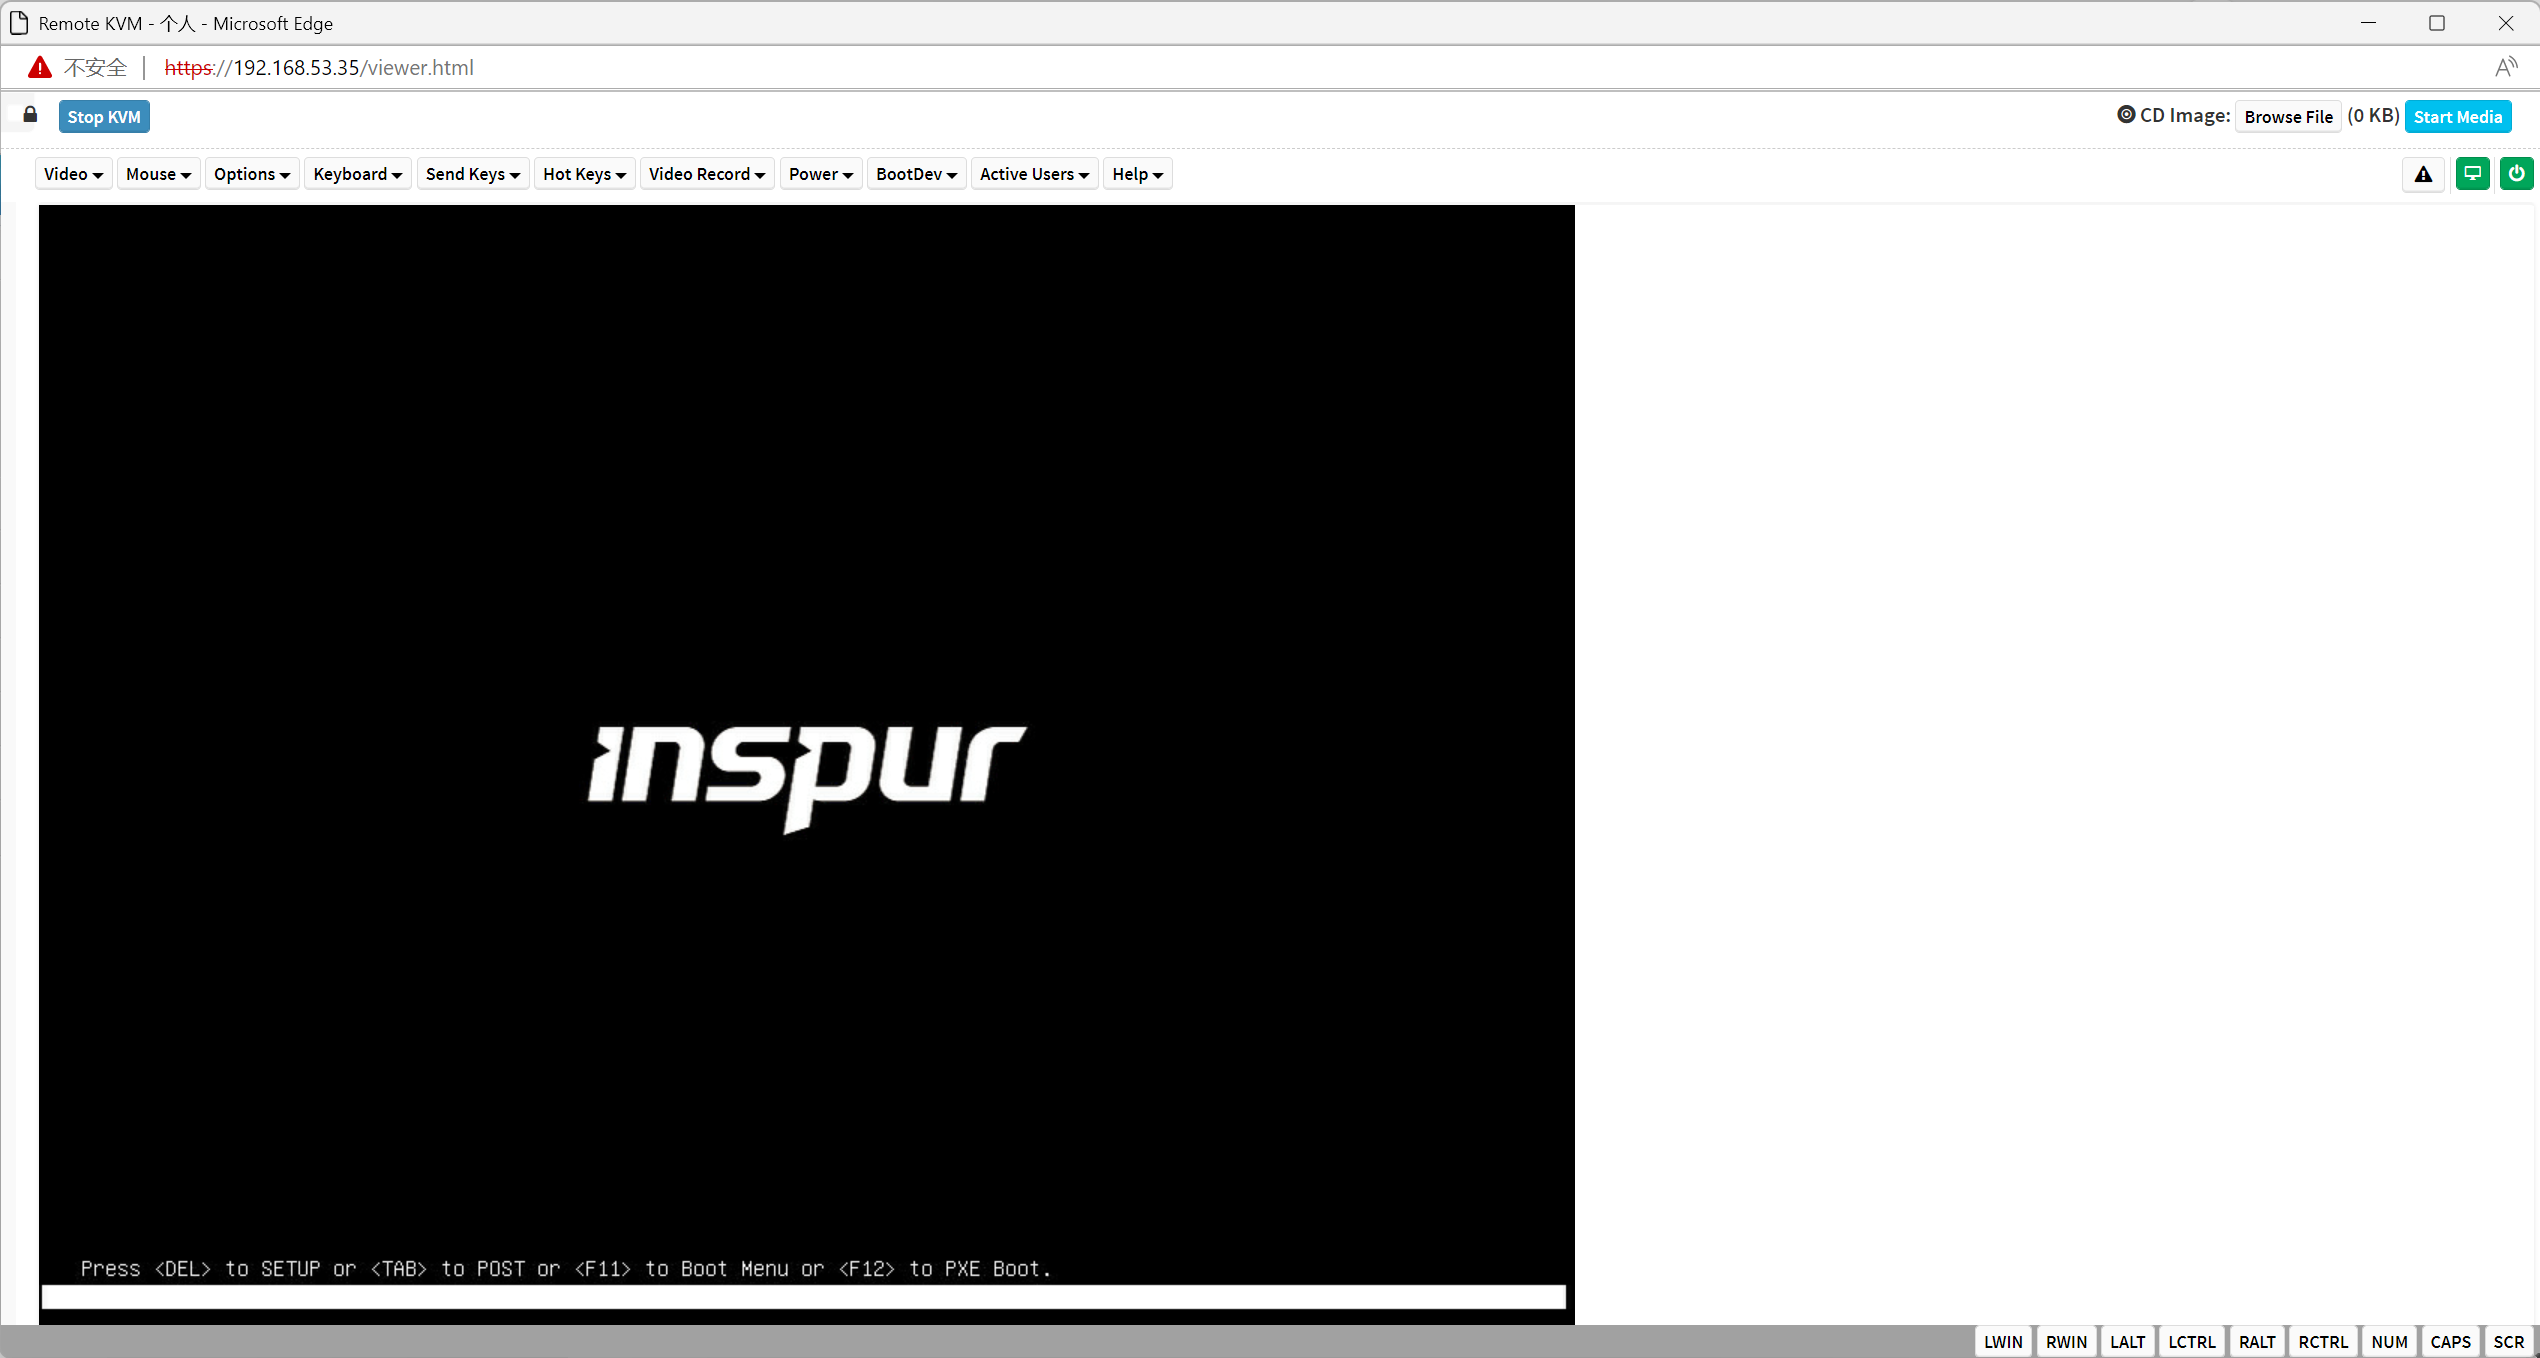 Remote KVM - 个人 - Microsoft Edge
不安全 https://192.168.53.35/viewer.html A
Stop KVM CD Image: Browse File (0 KB) Start Media
Video Mouse Options Keyboard Send Keys Hot Keys Video Record Power BootDev Active Users Help
inspur
Press <DEL> to SETUP or <TAB> to POST or <F11> to Boot Menu or <F12> to PXE Boot.
LWIN RWIN LALT LCTRL RALT RCTRL NUM CAPS SCR